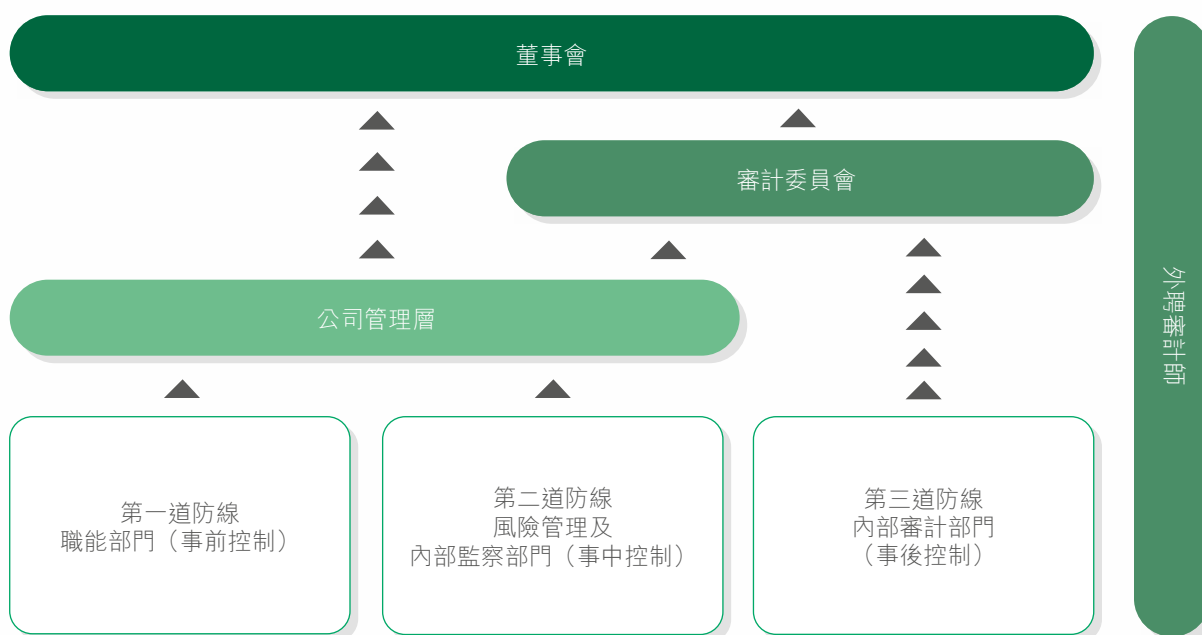 董事會
審計委員會
公司管理層
第一道防線
職能部門（事前控制）
第二道防線
風險管理及
內部監察部門（事中控制）
第三道防線
內部審計部門
（事後控制）
外聘審計師